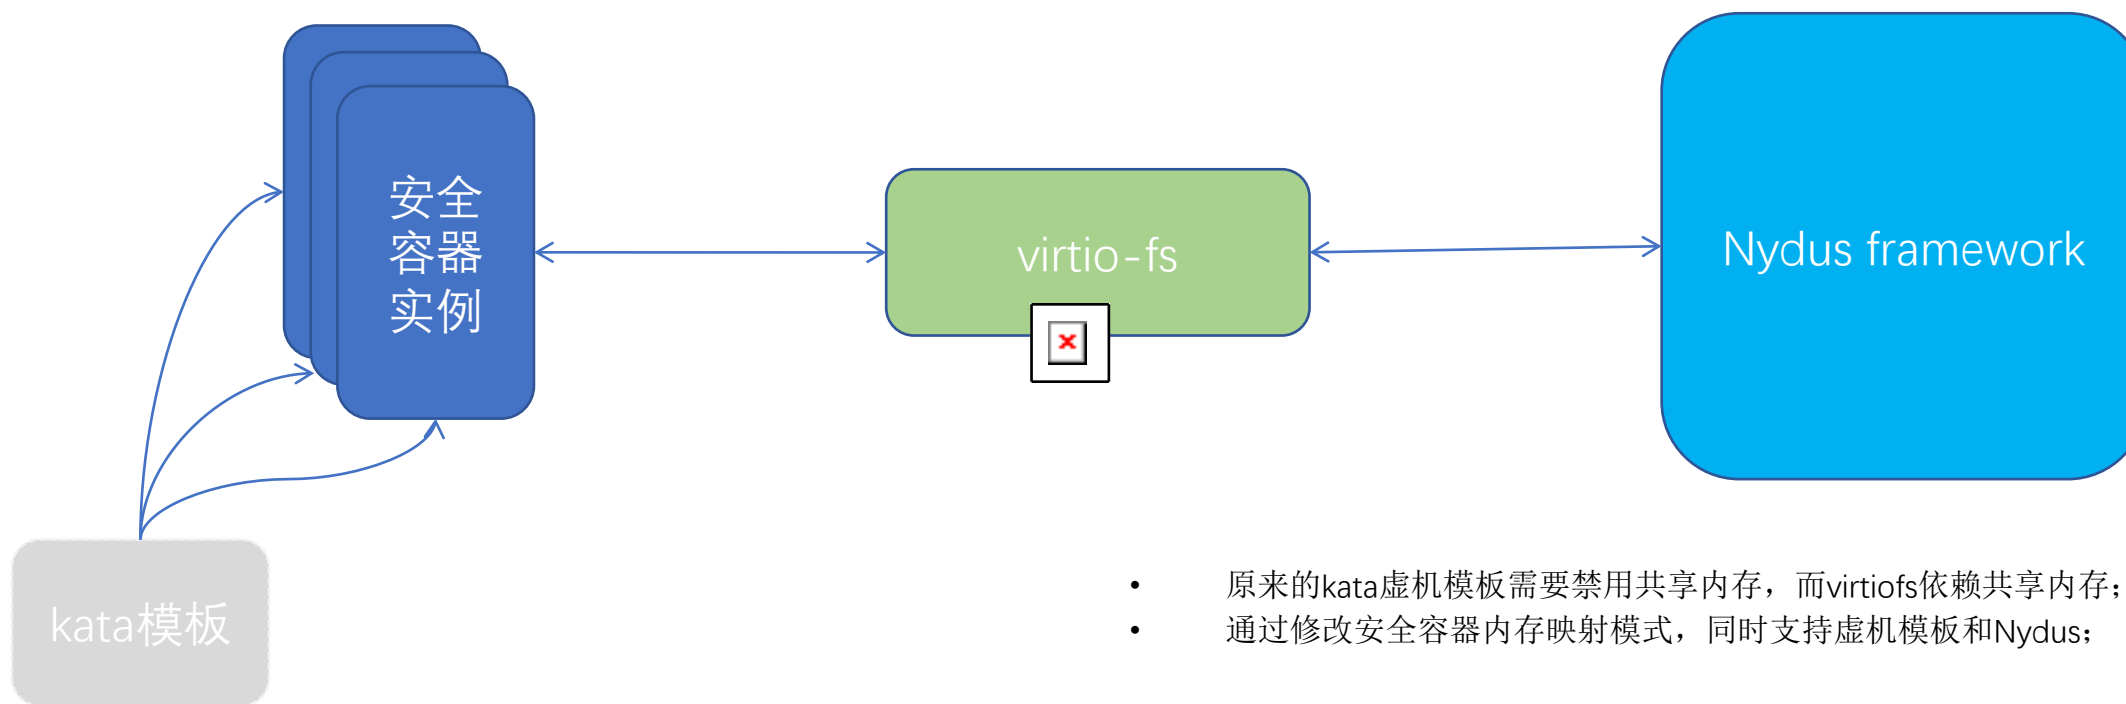 安全
容器
实例
virtio-fs
Nydus framework
kata模板
• 原来的kata虚机模板需要禁用共享内存，而virtiofs依赖共享内存；
• 通过修改安全容器内存映射模式，同时支持虚机模板和Nydus；